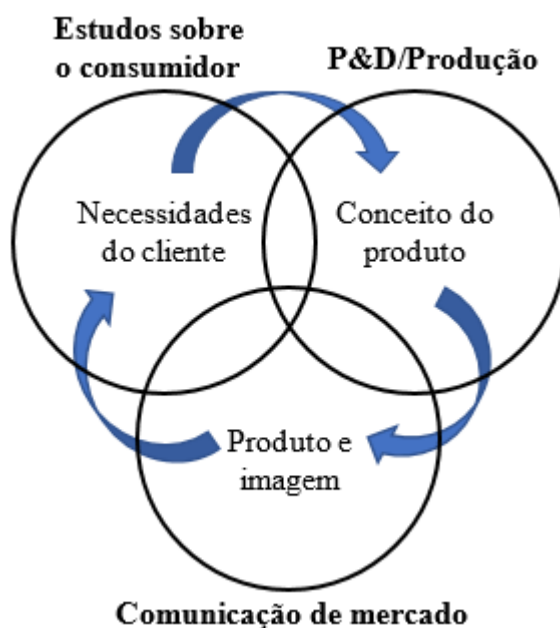 Estudos sobre
o consumidor
P&D/Produção
Necessidades
do cliente
Conceito do
produto
Produto e
imagem
Comunicação de mercado